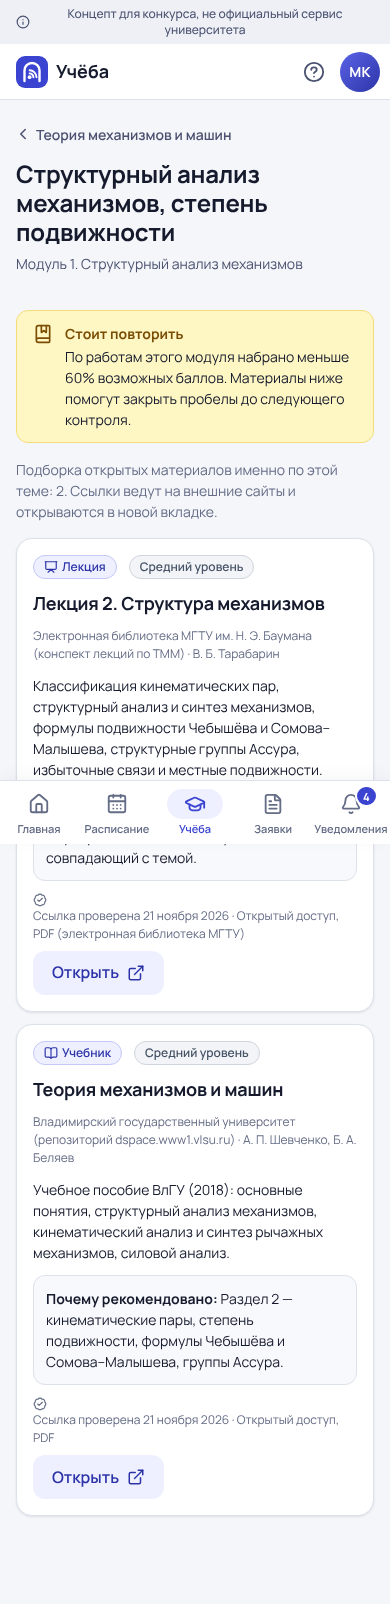 Концепт для конкурса, не официальный сервис
университета
Учёба
МК
Теория механизмов и машин
Структурный анализ
механизмов, степень
подвижности
Модуль 1. Структурный анализ механизмов
Стоит повторить
По работам этого модуля набрано меньше
60% возможных баллов. Материалы ниже
помогут закрыть пробелы до следующего
контроля.
Подборка открытых материалов именно по этой
теме: 2. Ссылки ведут на внешние сайты и
открываются в новой вкладке.
Лекция
Средний уровень
Лекция 2. Структура механизмов
Электронная библиотека МГТУ им. Н. Э. Баумана
(конспект лекций по ТММ) · В. Б. Тарабарин
Классификация кинематических пар,
структурный анализ и синтез механизмов,
формулы подвижности Чебышёва и Сомова–
Малышева, структурные группы Ассура,
избыточные связи и местные подвижности.
Главная
Расписание
Учёба
Заявки
4
Уведомления
совпадающий с темой.
Ссылка проверена 21 ноября 2026 · Открытый доступ,
PDF (электронная библиотека МГТУ)
Открыть
Учебник
Средний уровень
Теория механизмов и машин
Владимирский государственный университет
(репозиторий dspace.www1.vlsu.ru) · А. П. Шевченко, Б. А.
Беляев
Учебное пособие ВлГУ (2018): основные
понятия, структурный анализ механизмов,
кинематический анализ и синтез рычажных
механизмов, силовой анализ.
Почему рекомендовано: Раздел 2 —
кинематические пары, степень
подвижности, формулы Чебышёва и
Сомова–Малышева, группы Ассура.
Ссылка проверена 21 ноября 2026 · Открытый доступ,
PDF
Открыть